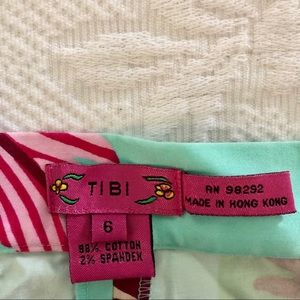 TIBI
6
98% COTTON
2% SPANDEX
RN 98292
MADE IN HONG KONG